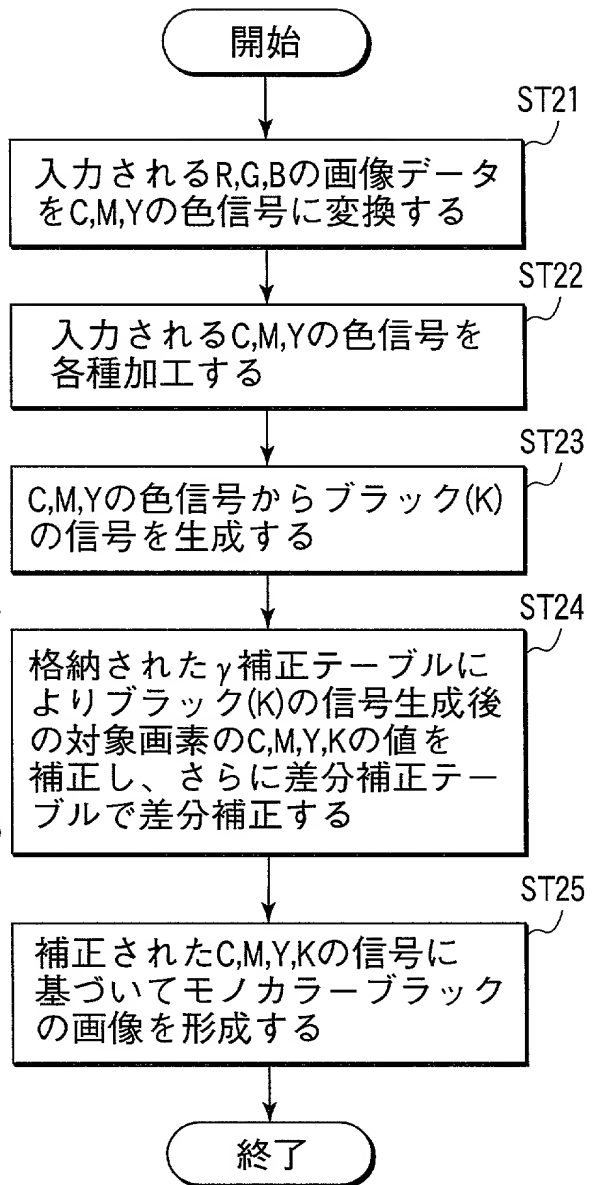 開始
ST21
入力されるR,G,Bの画像データ
をC,M,Yの色信号に変換する
ST22
入力されるC,M,Yの色信号を
各種加工する
ST23
C,M,Yの色信号からブラック(K)
の信号を生成する
ST24
格納されたγ補正テーブルに
よりブラック(K)の信号生成後
の対象画素のC,M,Y,Kの値を
補正し、さらに差分補正テー
ブルで差分補正する
ST25
補正されたC,M,Y,Kの信号に
基づいてモノカラーブラック
の画像を形成する
終了